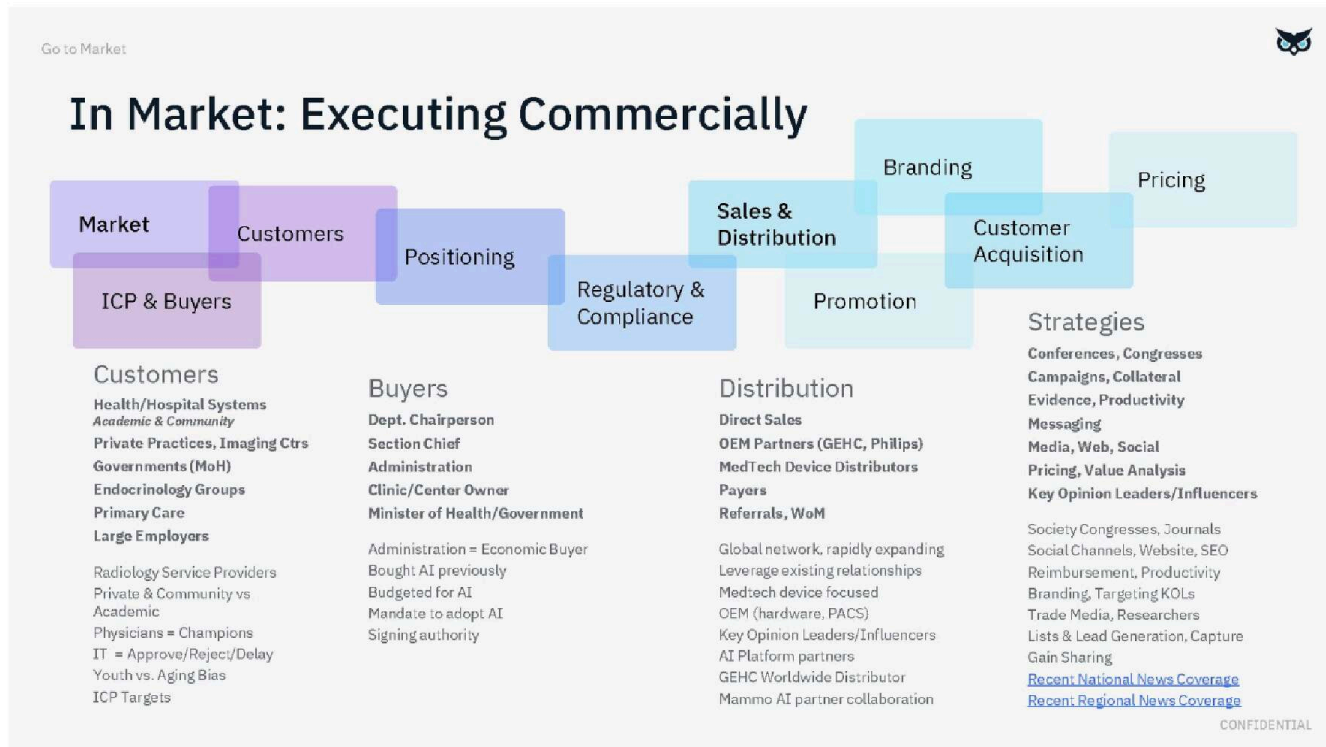 Go to Market
In Market: Executing Commercially
Market
Customers
ICP & Buyers
Positioning
Regulatory &
Compliance
Sales &
Distribution
Branding
Promotion
Customer
Acquisition
Pricing
Customers
Health/Hospital Systems
Academic & Community
Private Practices, Imaging Ctrs
Governments (MoH)
Endocrinology Groups
Primary Care
Large Employers
Radiology Service Providers
Private & Community vs
Academic
Physicians = Champions
IT = Approve/Reject/Delay
Youth vs. Aging Bias
ICP Targets
Buyers
Dept. Chairperson
Section Chief
Administration
Clinic/Center Owner
Minister of Health/Government
Administration = Economic Buyer
Bought AI previously
Budgeted for AI
Mandate to adopt AI
Signing authority
Distribution
Direct Sales
OEM Partners (GEHC, Philips)
MedTech Device Distributors
Payers
Referrals, WoM
Global network, rapidly expanding
Leverage existing relationships
Medtech device focused
OEM (hardware, PACS)
Key Opinion Leaders/Influencers
AI Platform partners
GEHC Worldwide Distributor
Mammo AI partner collaboration
Strategies
Conferences, Congresses
Campaigns, Collateral
Evidence, Productivity
Messaging
Media, Web, Social
Pricing, Value Analysis
Key Opinion Leaders/Influencers
Society Congresses, Journals
Social Channels, Website, SEO
Reimbursement, Productivity
Branding, Targeting KOLs
Trade Media, Researchers
Lists & Lead Generation, Capture
Gain Sharing
Recent National News Coverage
Recent Regional News Coverage
CONFIDENTIAL